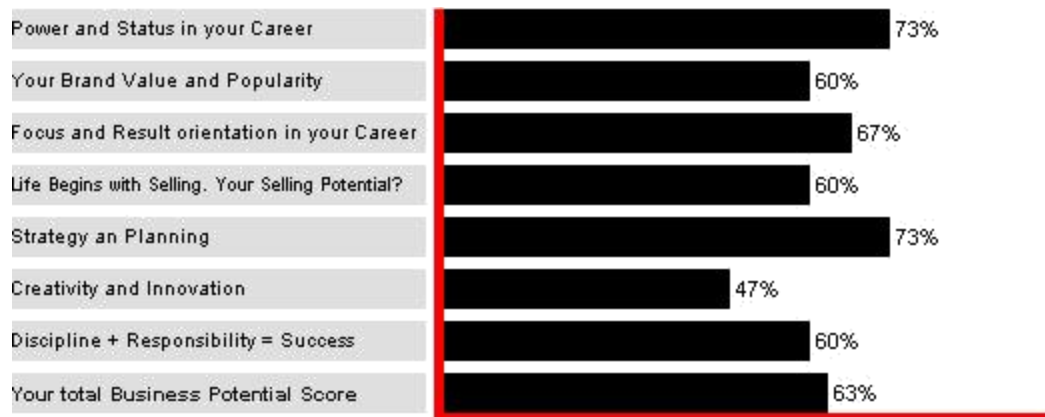 Power and Status in your Career 73%
Your Brand Value and Popularity 60%
Focus and Result orientation in your Career 67%
Life Begins with Selling. Your Selling Potential? 60%
Strategy an Planning 73%
Creativity and Innovation 47%
Discipline + Responsibility = Success 60%
Your total Business Potential Score 63%